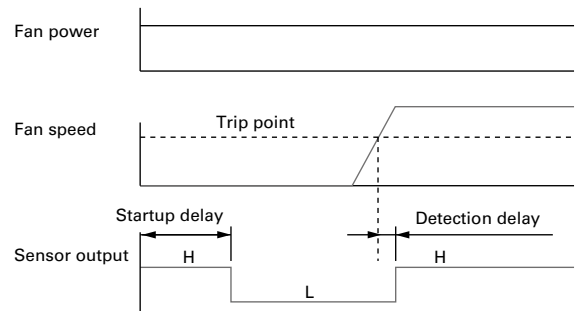 Fan power
Fan speed
Trip point
Startup delay
Detection delay
Sensor output
H
H
L